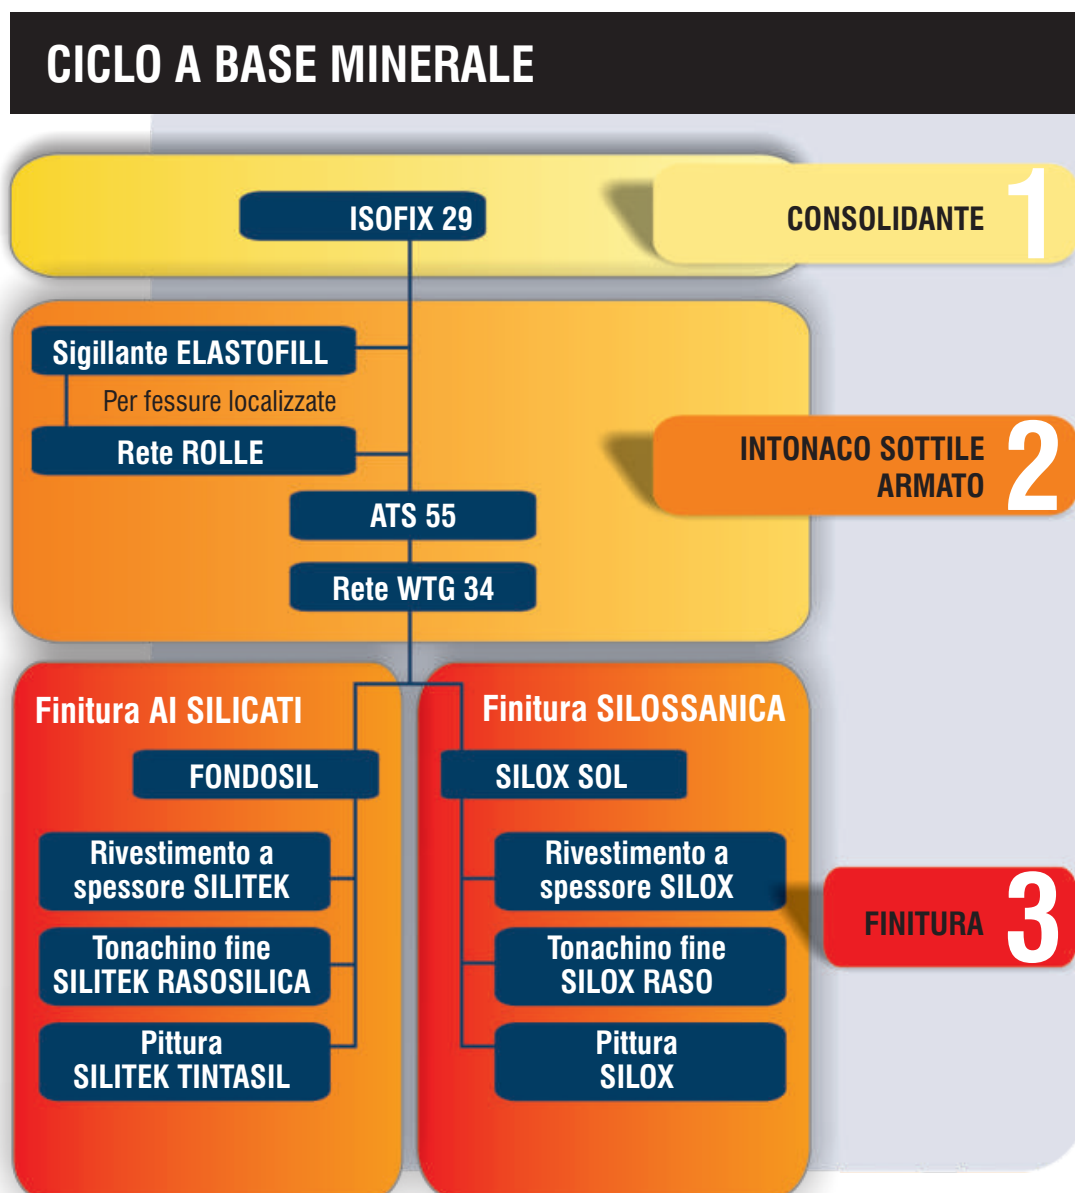 CICLO A BASE MINERALE
ISOFIX 29
CONSOLIDANTE 1
Sigillante ELASTOFILL
Per fessure localizzate
Rete ROLLE
INTONACO SOTTILE
ARMATO
2
ATS 55
Rete WTG 34
Finitura AI SILICATI
FONDOSIL
Rivestimento a
spessore SILITEK
Tonachino fine
SILITEK RASOSILICA
Pittura
SILITEK TINTASIL
Finitura SILOSSANICA
SILOX SOL
Rivestimento a
spessore SILOX
Tonachino fine
SILOX RASO
Pittura
SILOX
FINITURA 3